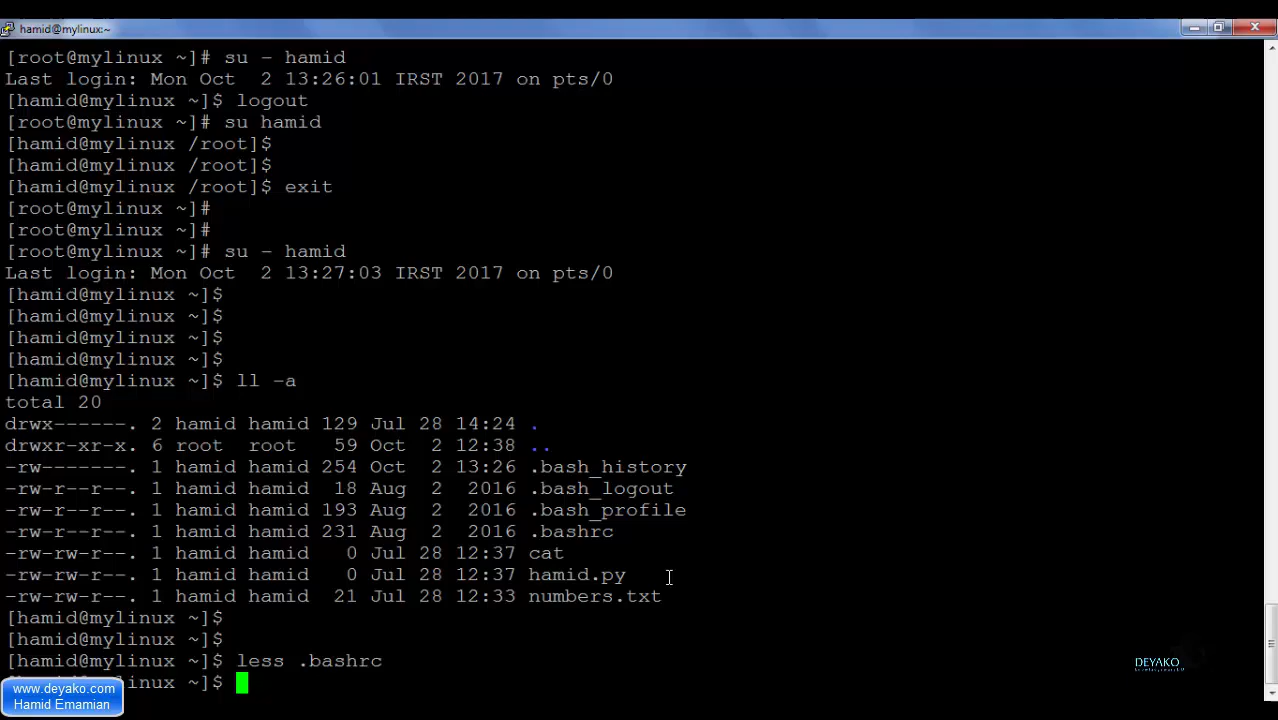 hamid@mylinux:~
[root@mylinux ~]# su - hamid
Last login: Mon Oct  2 13:26:01 IRST 2017 on pts/0
[hamid@mylinux ~]$ logout
[root@mylinux ~]# su hamid
[hamid@mylinux /root]$
[hamid@mylinux /root]$
[hamid@mylinux /root]$ exit
[root@mylinux ~]#
[root@mylinux ~]#
[root@mylinux ~]# su - hamid
Last login: Mon Oct  2 13:27:03 IRST 2017 on pts/0
[hamid@mylinux ~]$
[hamid@mylinux ~]$
[hamid@mylinux ~]$
[hamid@mylinux ~]$
[hamid@mylinux ~]$ ll -a
total 20
drwx------. 2 hamid hamid 129 Jul 28 14:24 .
drwxr-xr-x. 6 root  root   59 Oct  2 12:38 ..
-rw-------. 1 hamid hamid 254 Oct  2 13:26 .bash_history
-rw-r--r--. 1 hamid hamid  18 Aug  2  2016 .bash_logout
-rw-r--r--. 1 hamid hamid 193 Aug  2  2016 .bash_profile
-rw-r--r--. 1 hamid hamid 231 Aug  2  2016 .bashrc
-rw-rw-r--. 1 hamid hamid   0 Jul 28 12:37 cat
-rw-rw-r--. 1 hamid hamid   0 Jul 28 12:37 hamid.py
-rw-rw-r--. 1 hamid hamid  21 Jul 28 12:33 numbers.txt
[hamid@mylinux ~]$
[hamid@mylinux ~]$
[hamid@mylinux ~]$ less .bashrc
inux ~]$
DEYAKO
www.deyako.com
Hamid Emamian